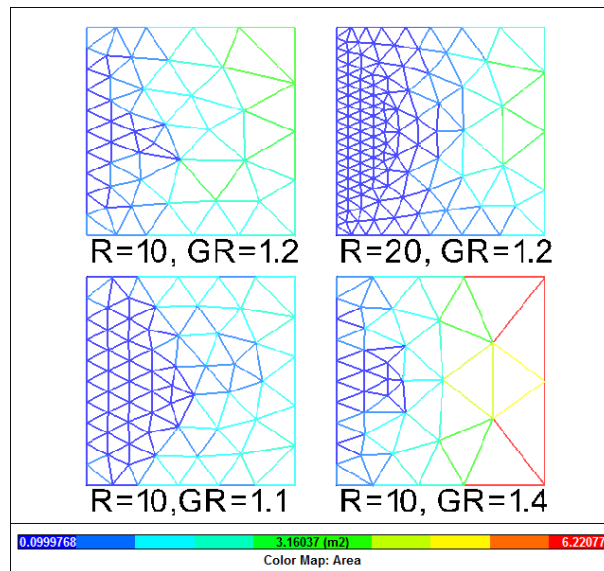 R=10, GR=1.2
R=20, GR=1.2
R=10,GR=1.1
R=10, GR=1.4
0.0999768 3.16037 (m2) 6.22077
Color Map: Area